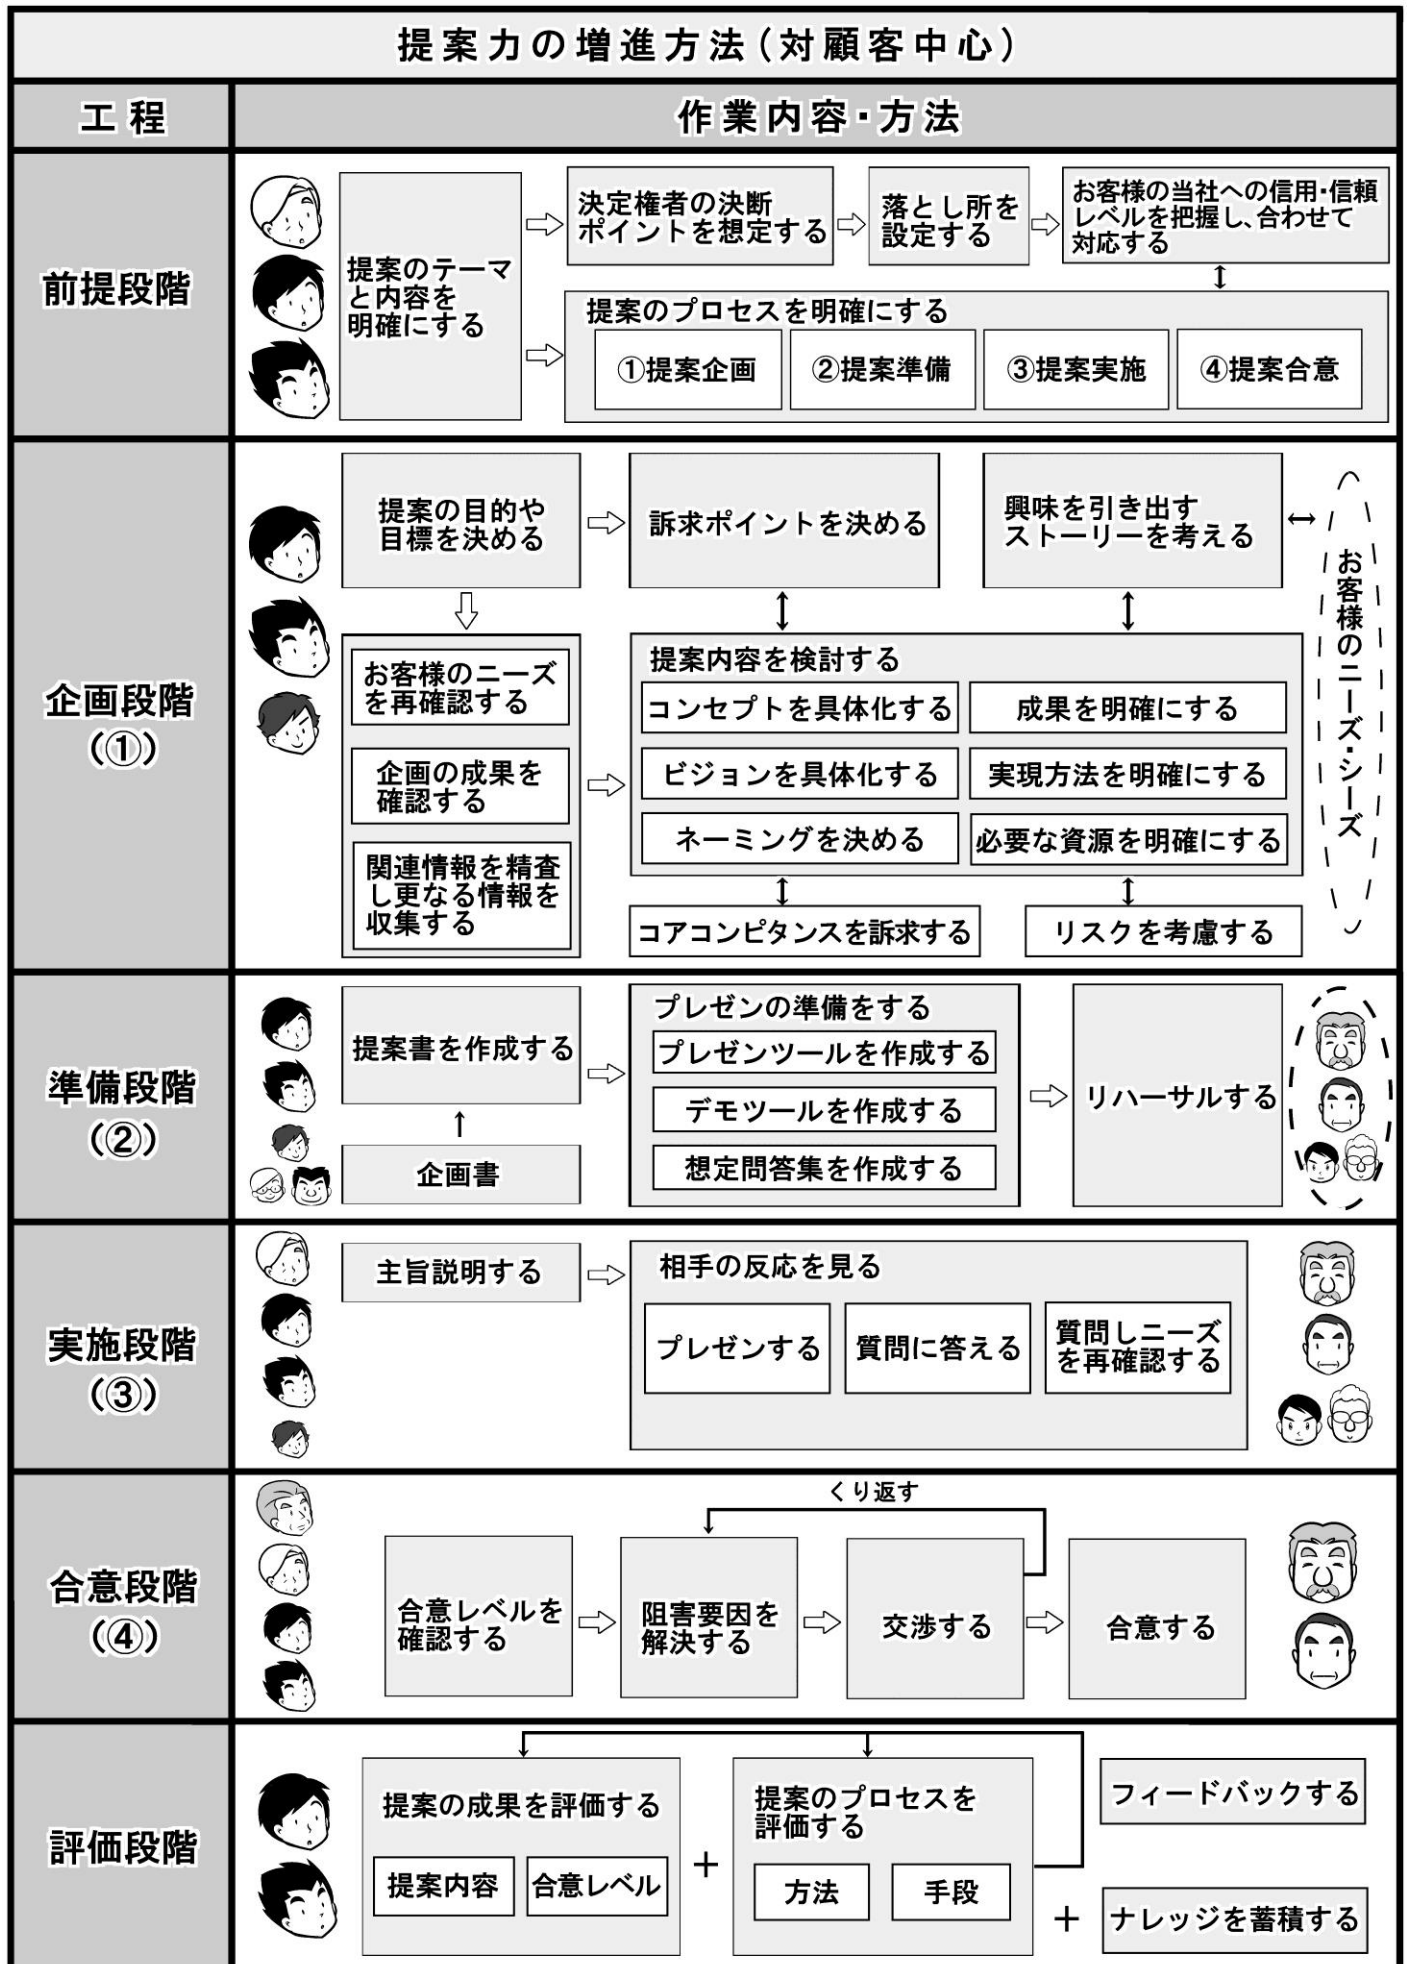 提案力の増進方法(対顧客中心)
工程
作業内容・方法
前提段階
提案のテーマ
と内容を
明確にする
決定権者の決断
ポイントを想定する
落とし所を
設定する
お客様の当社への信用・信頼
レベルを把握し、合わせて
対応する
提案のプロセスを明確にする
①提案企画
②提案準備
③提案実施
④提案合意
企画段階
(①)
提案の目的や
目標を決める
訴求ポイントを決める
興味を引き出す
ストーリーを考える
お客様のニーズ・シーズ
お客様のニーズ
を再確認する
企画の成果を
確認する
関連情報を精査
し更なる情報を
収集する
提案内容を検討する
コンセプトを具体化する
成果を明確にする
ビジョンを具体化する
実現方法を明確にする
ネーミングを決める
必要な資源を明確にする
コアコンピタンスを訴求する
リスクを考慮する
準備段階
(②)
提案書を作成する
企画書
プレゼンの準備をする
プレゼンツールを作成する
デモツールを作成する
想定問答集を作成する
リハーサルする
実施段階
(③)
主旨説明する
相手の反応を見る
プレゼンする
質問に答える
質問しニーズ
を再確認する
合意段階
(④)
くり返す
合意レベルを
確認する
阻害要因を
解決する
交渉する
合意する
評価段階
提案の成果を評価する
提案内容
合意レベル
+
提案のプロセスを
評価する
方法
手段
フィードバックする
+
ナレッジを蓄積する